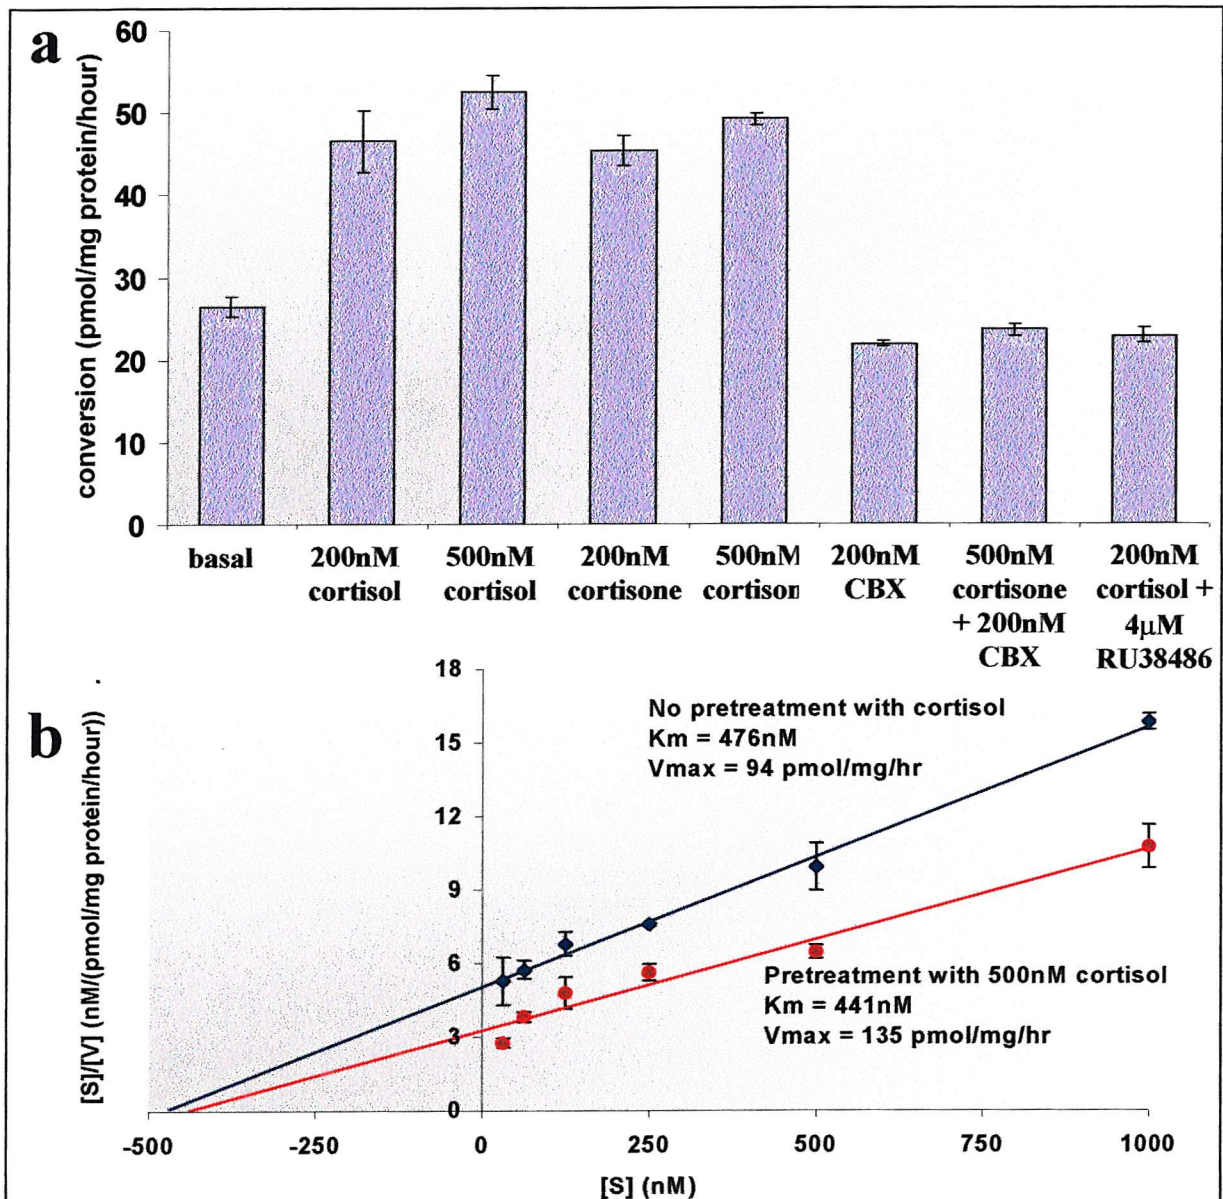 a
conversion (pmol/mg protein/hour)
60
50
40
30
20
10
0
basal
200nM
cortisol
500nM
cortisol
200nM
cortisone
500nM
cortison
200nM
CBX
500nM
cortisone
+ 200nM
CBX
200nM
cortisol +
4µM
RU38486
b
[S]/[V] (nM/(pmol/mg protein/hour))
18
15
12
9
6
3
0
No pretreatment with cortisol
Km = 476nM
Vmax = 94 pmol/mg/hr
Pretreatment with 500nM cortisol
Km = 441nM
Vmax = 135 pmol/mg/hr
-500 -250 0 250 500 750 1000
[S] (nM)